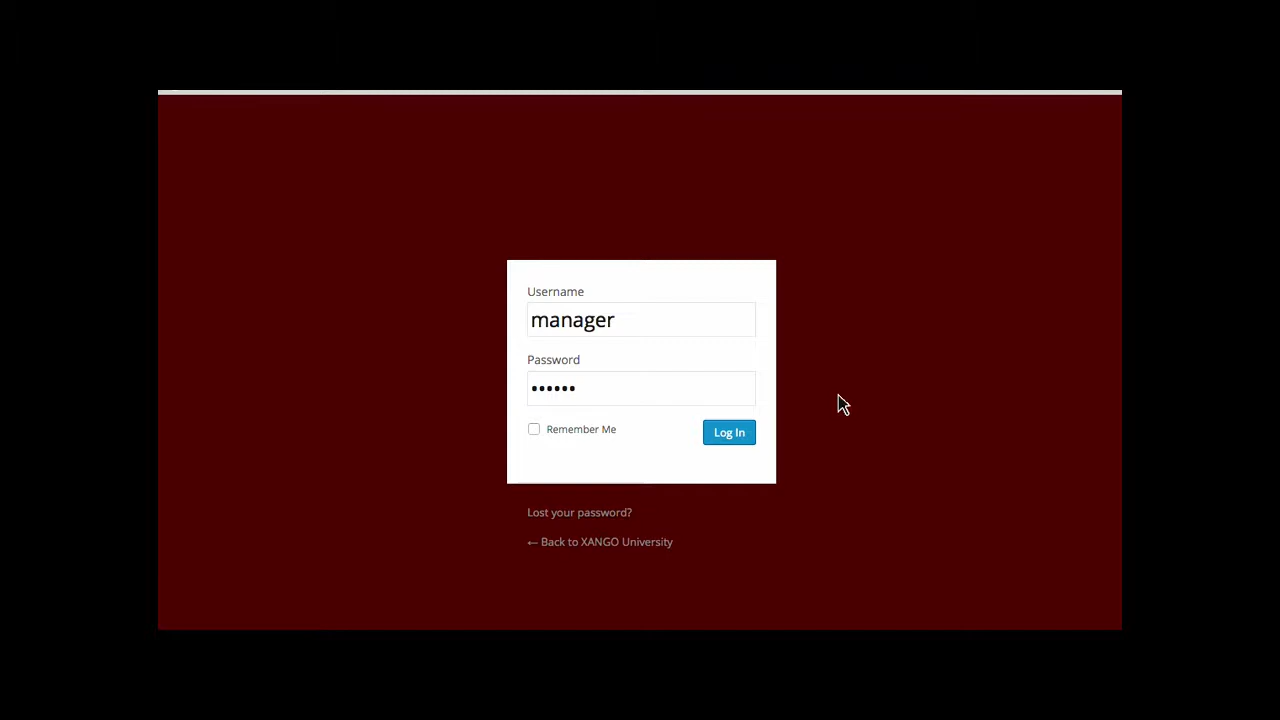 Username
manager
Password
••••••
Remember Me
Log In
Lost your password?
← Back to XANGO University